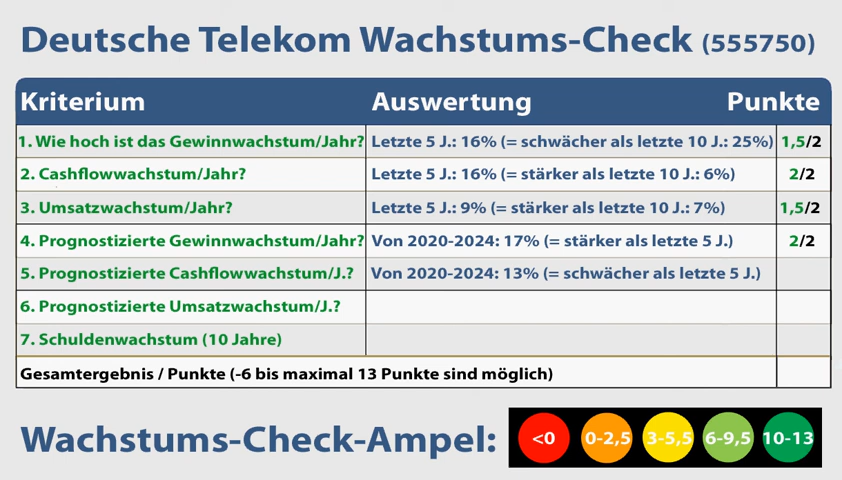 Deutsche Telekom Wachstums-Check (555750)
Kriterium Auswertung Punkte
1. Wie hoch ist das Gewinnwachstum/Jahr? Letzte 5 J.: 16% (= schwächer als letzte 10 J.: 25%) 1,5/2
2. Cashflowwachstum/Jahr? Letzte 5 J.: 16% (= stärker als letzte 10 J.: 6%) 2/2
3. Umsatzwachstum/Jahr? Letzte 5 J.: 9% (= stärker als letzte 10 J.: 7%) 1,5/2
4. Prognostizierte Gewinnwachstum/Jahr? Von 2020-2024: 17% (= stärker als letzte 5 J.) 2/2
5. Prognostizierte Cashflowwachstum/J.? Von 2020-2024: 13% (= schwächer als letzte 5 J.)
6. Prognostizierte Umsatzwachstum/J.?
7. Schuldenwachstum (10 Jahre)
Gesamtergebnis / Punkte (-6 bis maximal 13 Punkte sind möglich)
Wachstums-Check-Ampel: <0 0-2,5 3-5,5 6-9,5 10-13